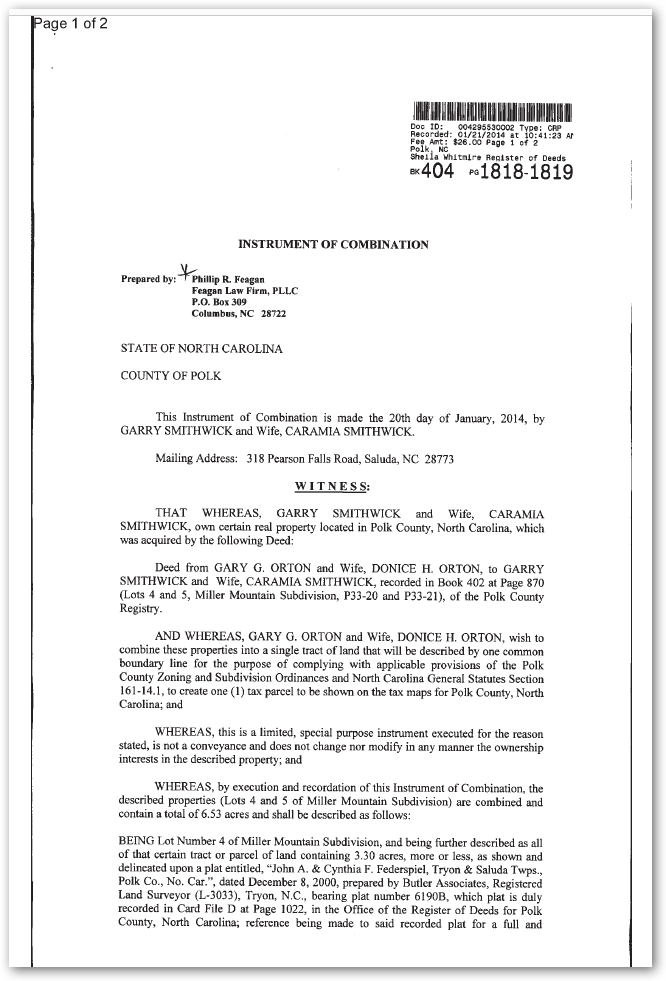 Page 1 of 2
Doc ID: 004295530002 Type: CRP
Recorded: 01/21/2014 at 10:41:23 AM
Fee Amt: $26.00 Page 1 of 2
Polk, NC
Sheila Whitmire Register of Deeds
BK 404 PG 1818-1819
INSTRUMENT OF COMBINATION
Prepared by: Phillip R. Feagan
Feagan Law Firm, PLLC
P.O. Box 309
Columbus, NC 28722
STATE OF NORTH CAROLINA
COUNTY OF POLK
This Instrument of Combination is made the 20th day of January, 2014, by
GARRY SMITHWICK and Wife, CARAMIA SMITHWICK.
Mailing Address: 318 Pearson Falls Road, Saluda, NC 28773
WITNESS:
THAT WHEREAS, GARRY SMITHWICK and Wife, CARAMIA
SMITHWICK, own certain real property located in Polk County, North Carolina, which
was acquired by the following Deed:
Deed from GARY G. ORTON and Wife, DONICE H. ORTON, to GARRY
SMITHWICK and Wife, CARAMIA SMITHWICK, recorded in Book 402 at Page 870
(Lots 4 and 5, Miller Mountain Subdivision, P33-20 and P33-21), of the Polk County
Registry.
AND WHEREAS, GARY G. ORTON and Wife, DONICE H. ORTON, wish to
combine these properties into a single tract of land that will be described by one common
boundary line for the purpose of complying with applicable provisions of the Polk
County Zoning and Subdivision Ordinances and North Carolina General Statutes Section
161-14.1, to create one (1) tax parcel to be shown on the tax maps for Polk County, North
Carolina; and
WHEREAS, this is a limited, special purpose instrument executed for the reason
stated, is not a conveyance and does not change nor modify in any manner the ownership
interests in the described property; and
WHEREAS, by execution and recordation of this Instrument of Combination, the
described properties (Lots 4 and 5 of Miller Mountain Subdivision) are combined and
contain a total of 6.53 acres and shall be described as follows:
BEING Lot Number 4 of Miller Mountain Subdivision, and being further described as all
of that certain tract or parcel of land containing 3.30 acres, more or less, as shown and
delineated upon a plat entitled, "John A. & Cynthia F. Federspiel, Tryon & Saluda Twps.,
Polk Co., No. Car.", dated December 8, 2000, prepared by Butler Associates, Registered
Land Surveyor (L-3033), Tryon, N.C., bearing plat number 6190B, which plat is duly
recorded in Card File D at Page 1022, in the Office of the Register of Deeds for Polk
County, North Carolina; reference being made to said recorded plat for a full and